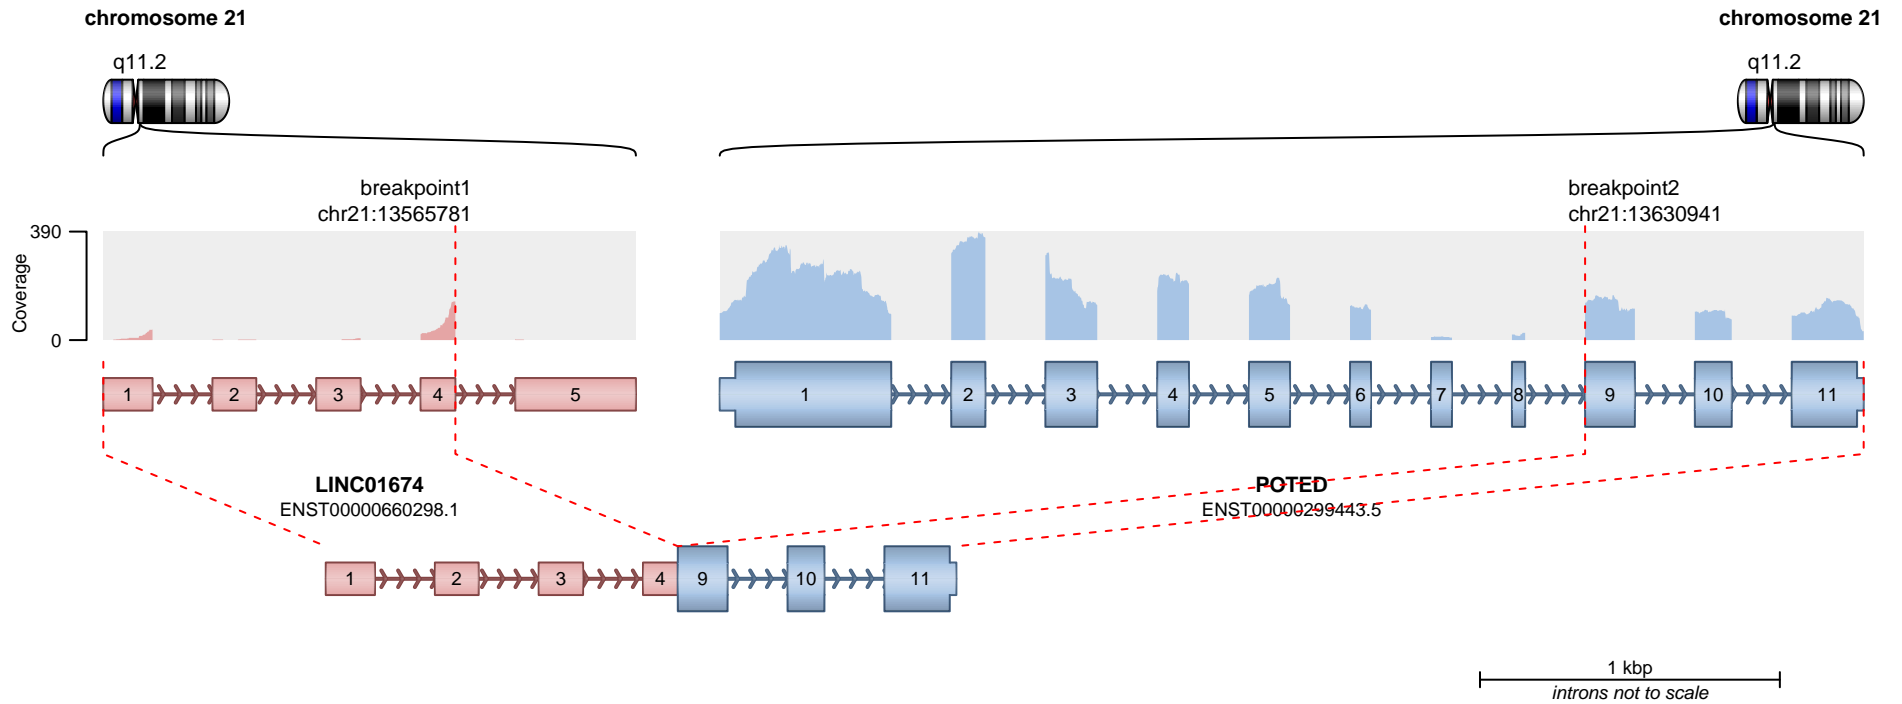 chromosome 21
chromosome 21
q11.2
q11.2
breakpoint1
chr21:13565781
breakpoint2
chr21:13630941
390
0
Coverage
1 2 3 4 5
1 2 3 4 5 6 7 8 9 10 11
LINC01674
ENST00000660298.1
POTED
ENST00000299443.5
1 2 3 4 9 10 11
1 kbp
introns not to scale